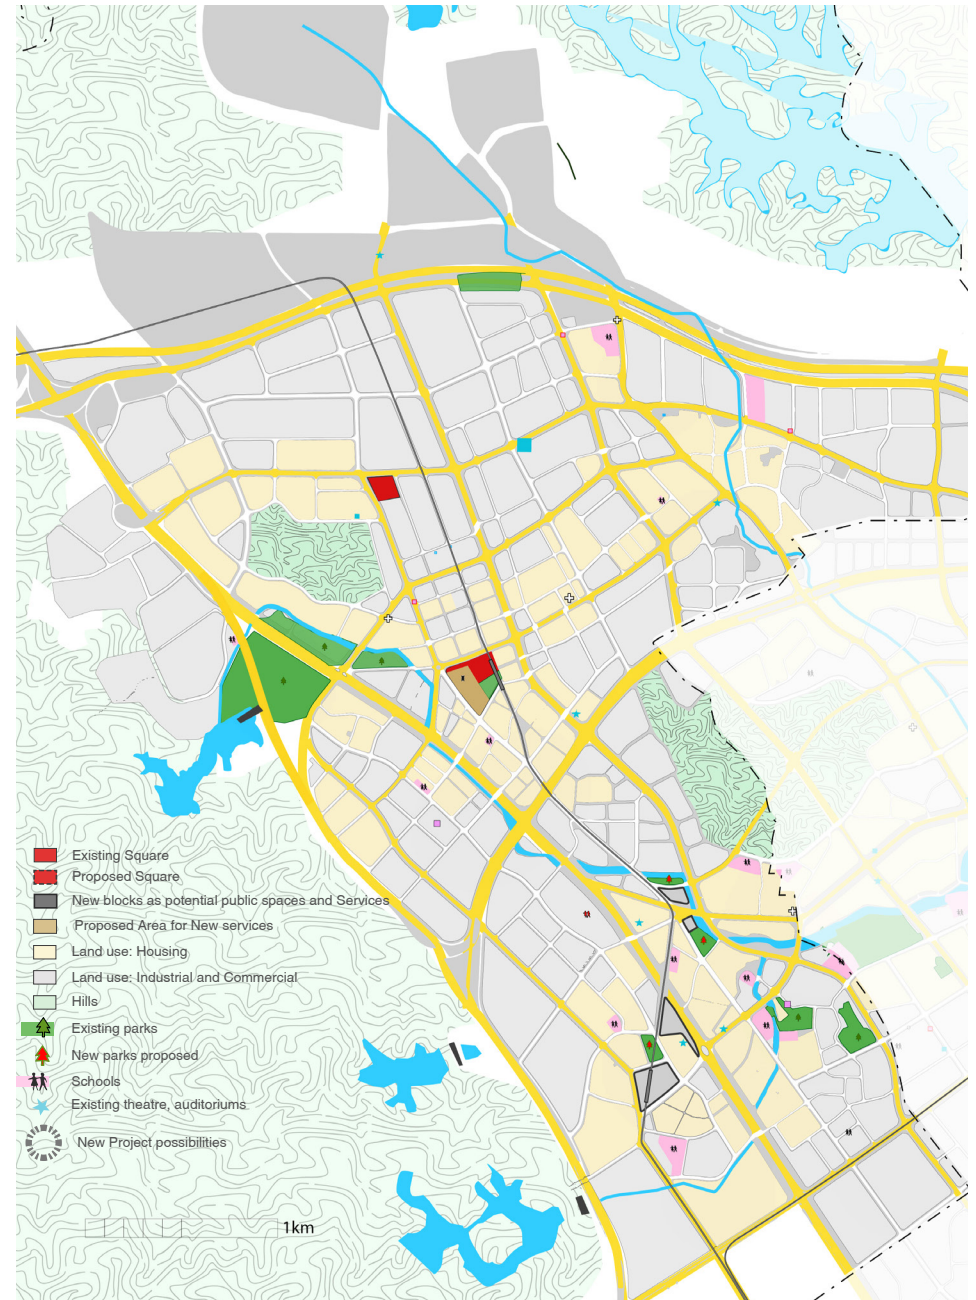 Existing Square
Proposed Square
New blocks as potential public spaces and Services
Proposed Area for New services
Land use: Housing
Land use: Industrial and Commercial
Hills
Existing parks
New parks proposed
Schools
Existing theatre, auditoriums
New Project possibilities
1km